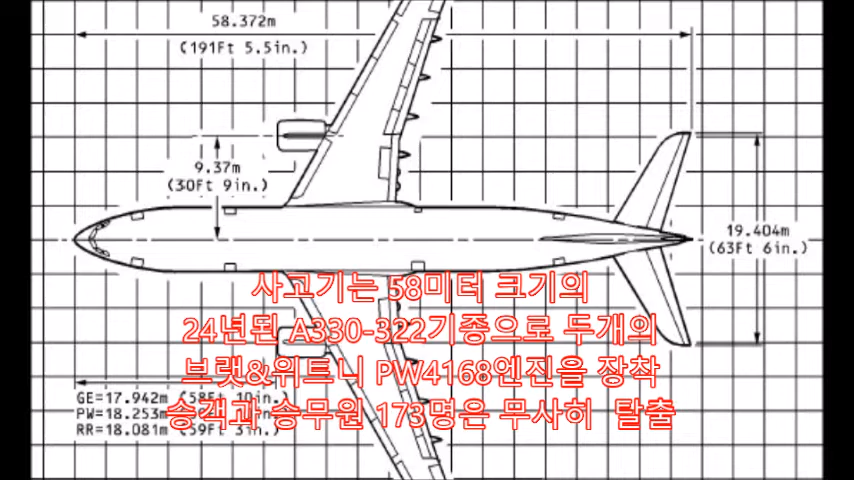 58.372m
(191Ft 5.5in.)
9.37m
(30Ft 9in.)
19.404m
(63Ft 6in.)
사고기는 58미터 크기의
24년된 A330-322기종으로 두개의
브랫&위트니 PW4168엔진을 장착
승객과 승무원 173명은 무사히 탈출
GE=17.942m (58Ft 10in.)
PW=18.253m
RR=18.081m (59Ft 3in.)